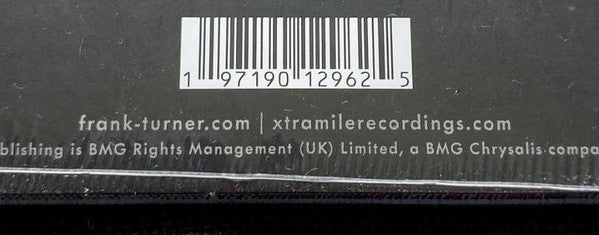 1 97190 12962 5
frank-turner.com | xtramilerecordings.com
blishing is BMG Rights Management (UK) Limited, a BMG Chrysalis compa